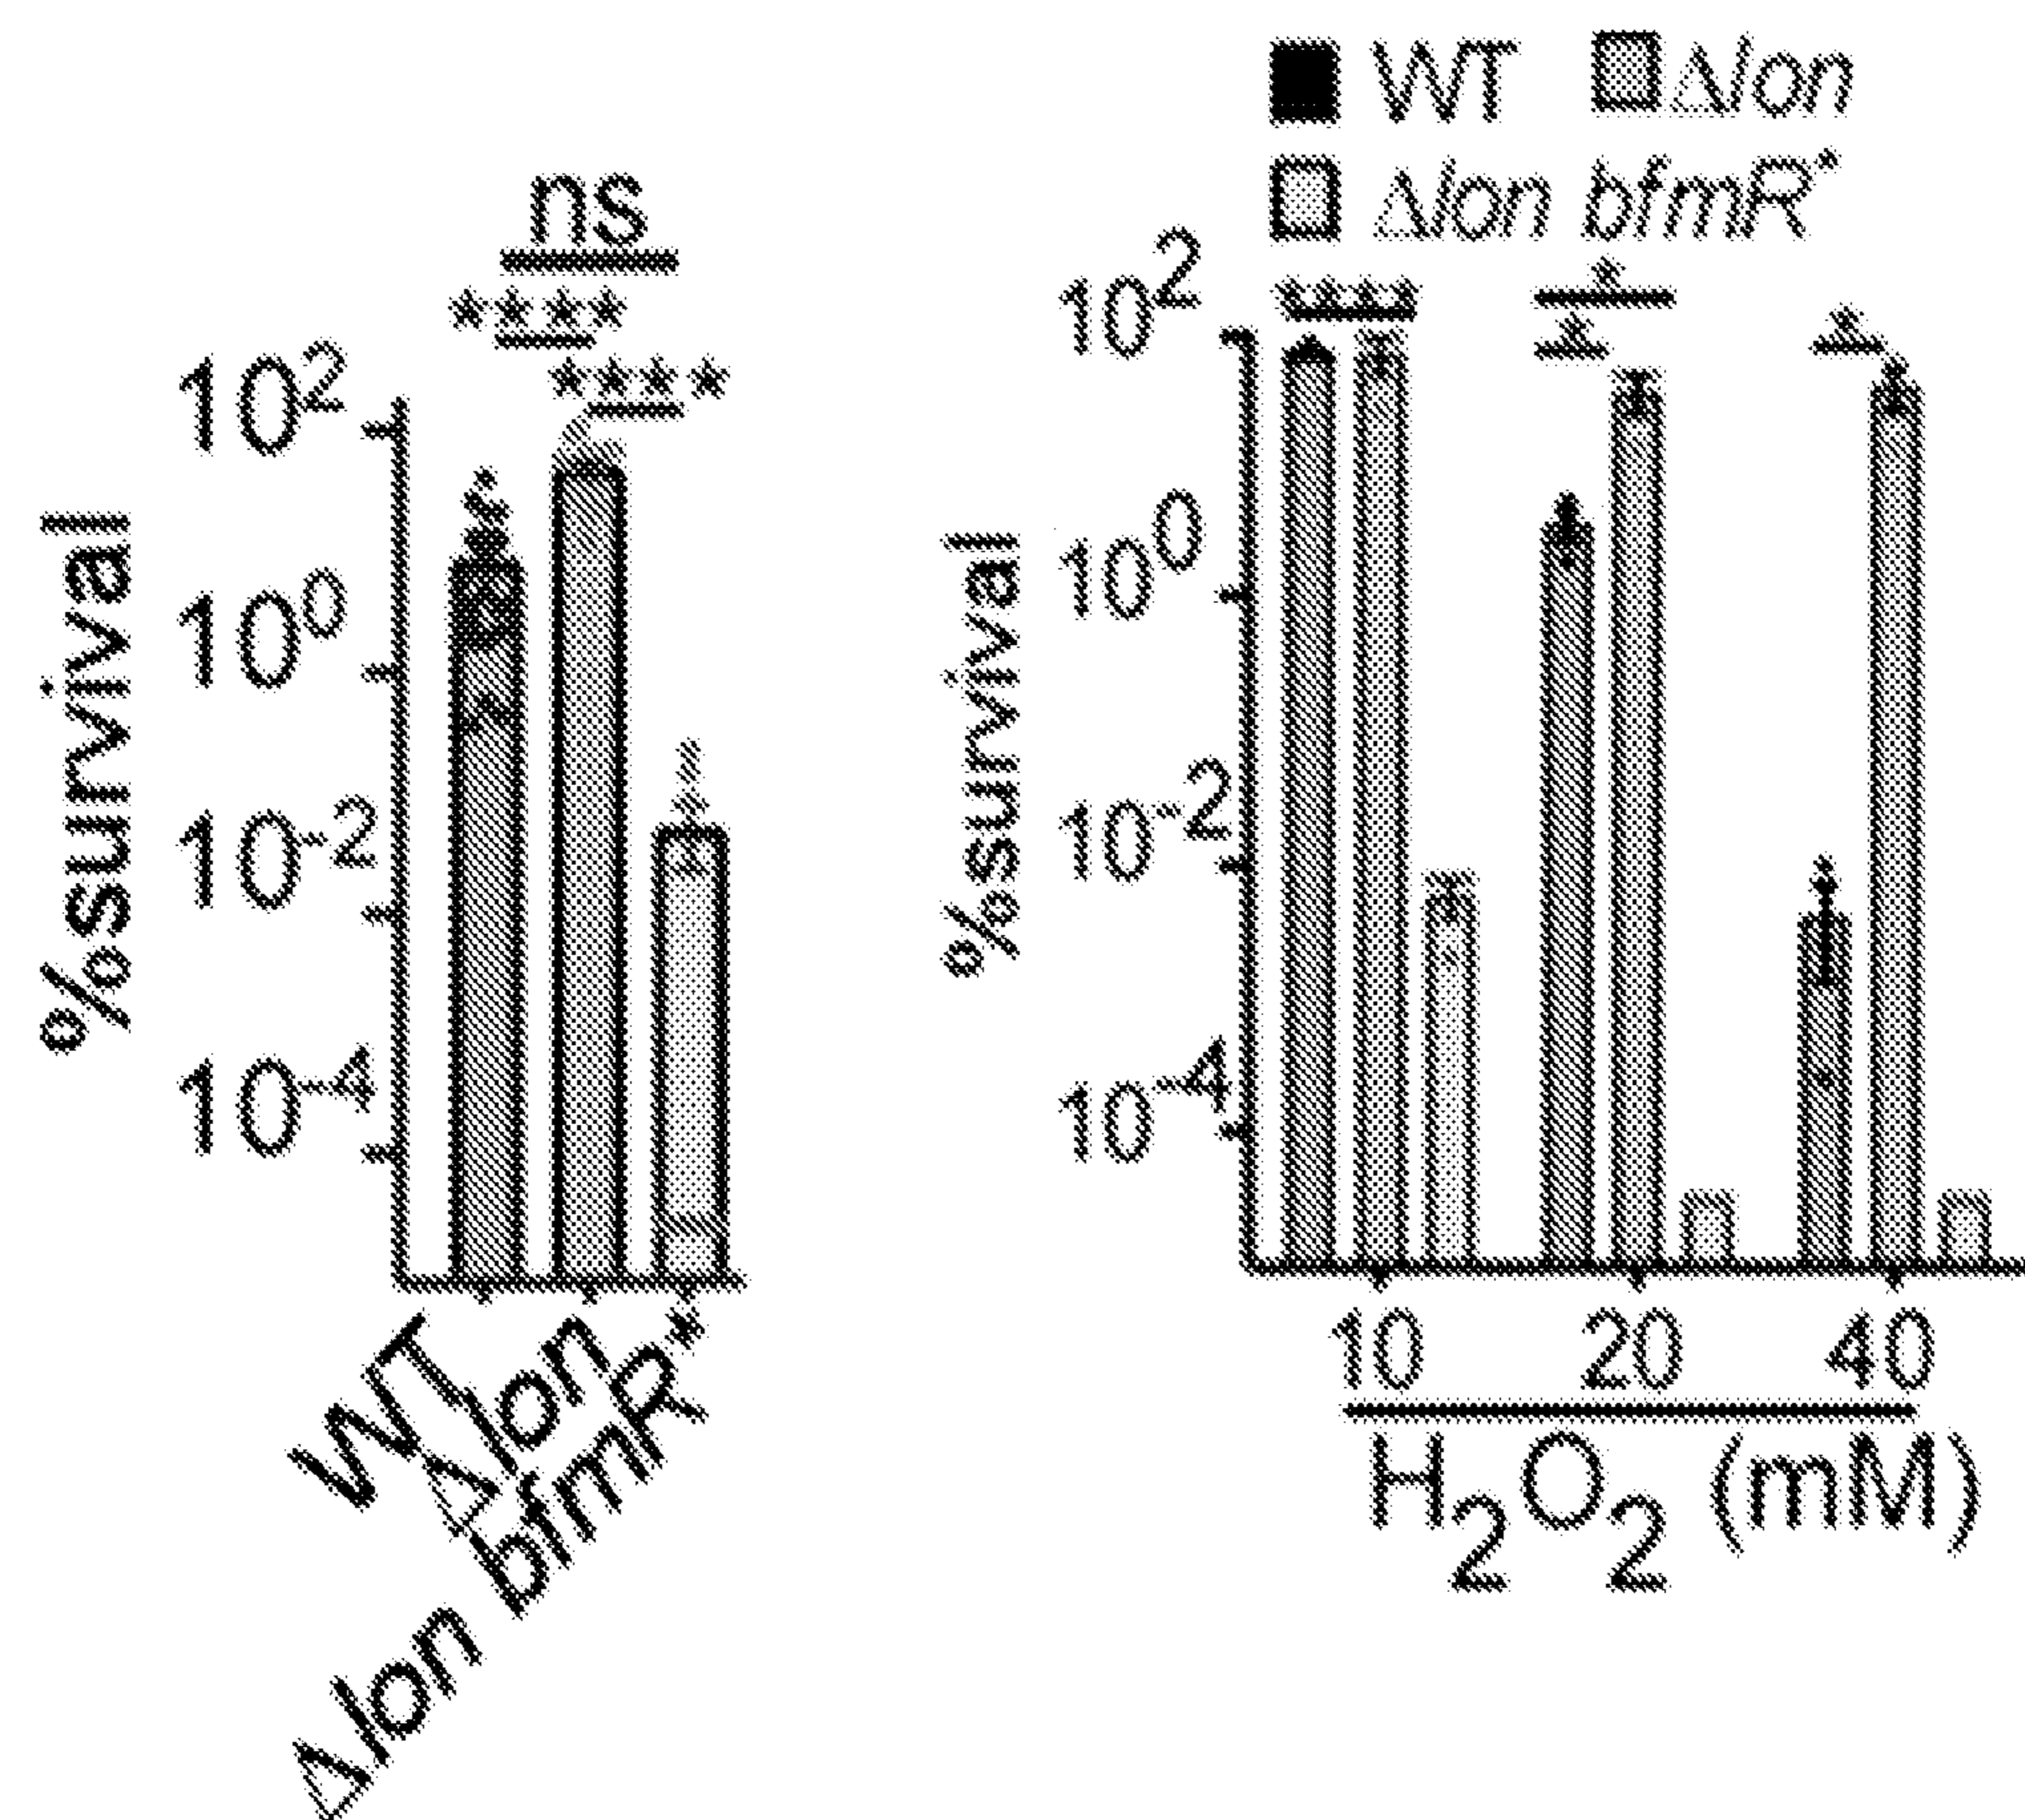 ns
****
****
10²
10⁰
10⁻²
10⁻⁴
%survival
WT
Δlon
Δlon bfmR*
WT Δlon
Δlon bfmR*
****
*
*
*
10²
10⁰
10⁻²
10⁻⁴
%survival
10 20 40
H₂O₂ (mM)